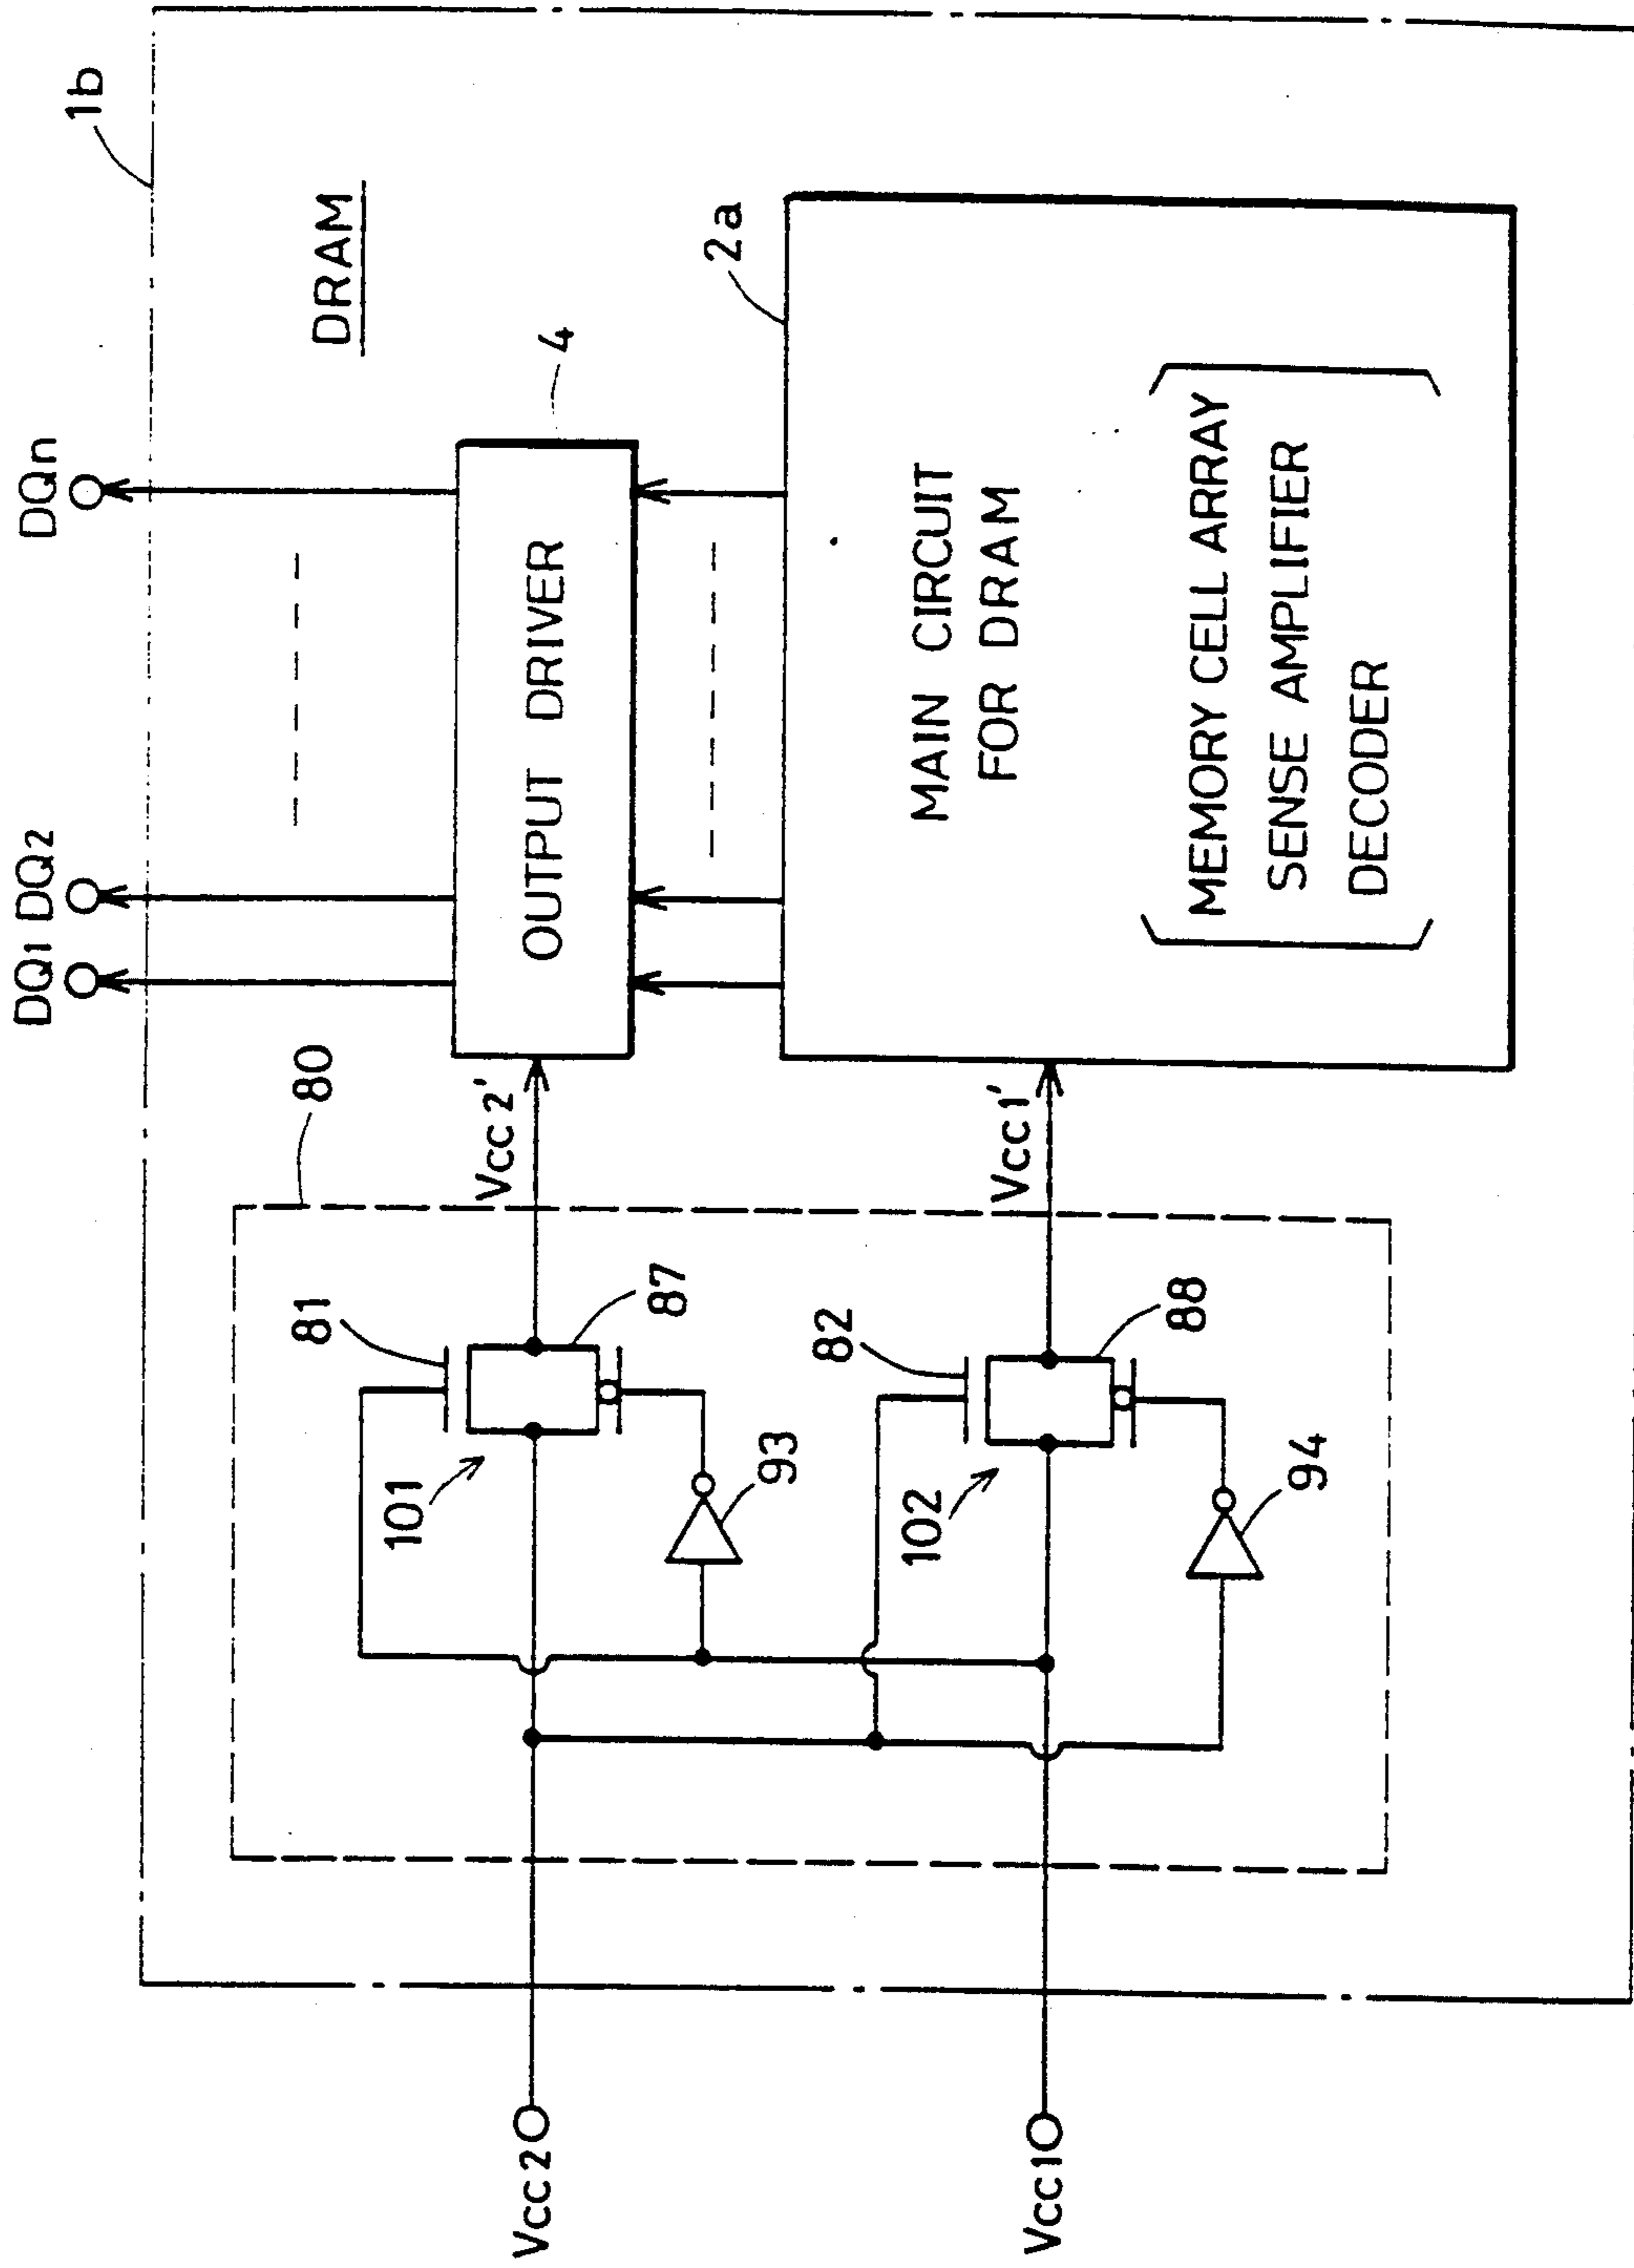 1b
DRAM
DQ1 DQ2 DQn
80
4
OUTPUT DRIVER
Vcc2'
81
87
101
93
2a
MAIN CIRCUIT
FOR DRAM
MEMORY CELL ARRAY
SENSE AMPLIFIER
DECODER
Vcc1'
82
88
102
94
Vcc2
Vcc1